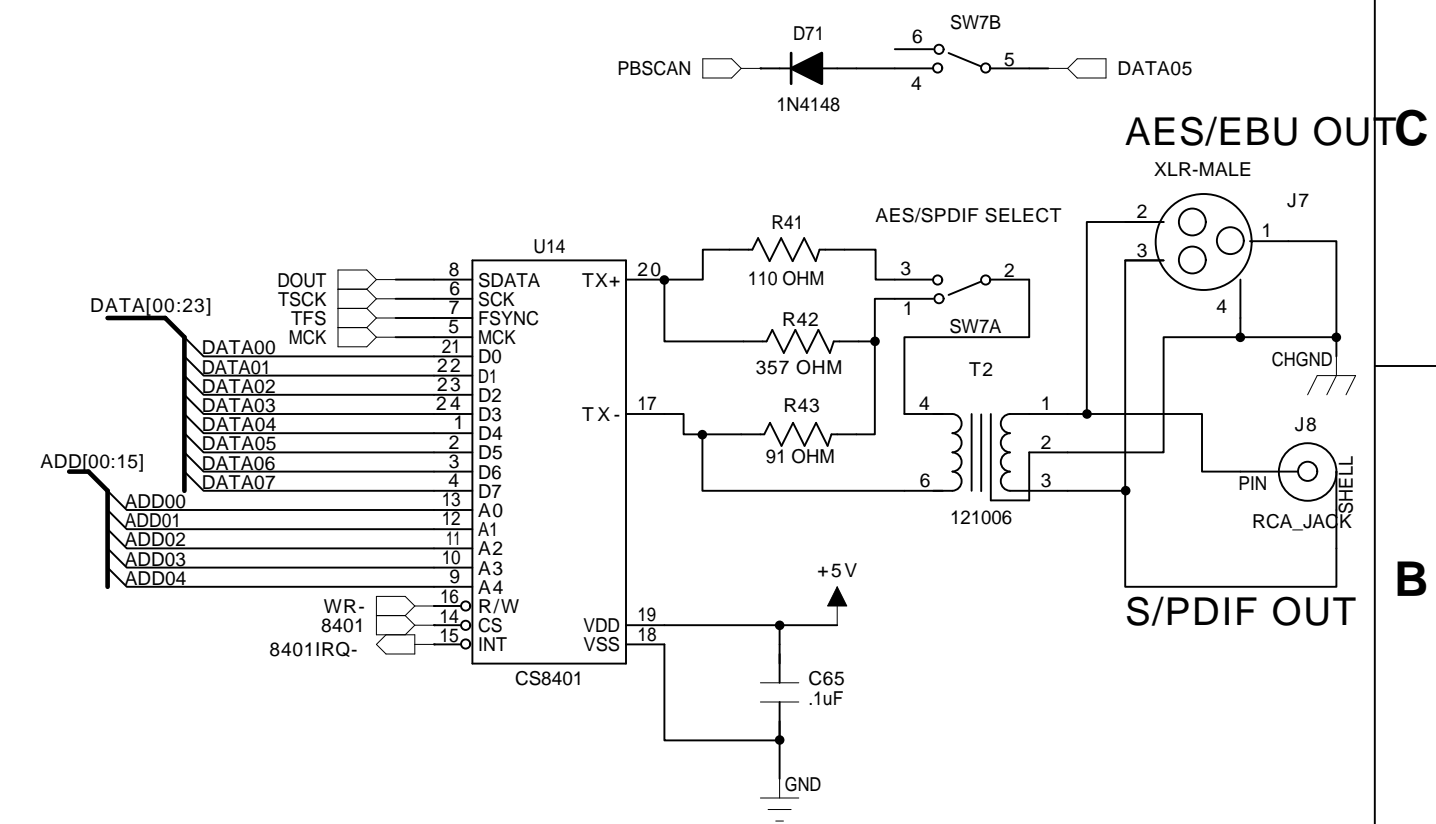 SW7B
D71
6
PBSCAN
5
DATA05
4
1N4148
AES/EBU OUT
C
XLR-MALE
J7
2
1
3
4
AES/SPDIF SELECT
R41
110 OHM
3
2
1
SW7A
R42
357 OHM
R43
91 OHM
U14
DOUT 8 SDATA TX+ 20
TSCK 6 SCK
TFS 7 FSYNC
MCK 5 MCK
DATA[00:23]
DATA00 21 D0
DATA01 22 D1
DATA02 23 D2
DATA03 24 D3 TX- 17
DATA04 1 D4
DATA05 2 D5
DATA06 3 D6
DATA07 4 D7
ADD[00:15]
ADD00 13 A0
ADD01 12 A1
ADD02 11 A2
ADD03 10 A3
ADD04 9 A4
WR- 16 R/W
8401 14 CS VDD 19
8401IRQ- 15 INT VSS 18
CS8401
T2
4
1
2
6
3
121006
CHGND
J8
PIN
SHELL
RCA_JACK
+5V
S/PDIF OUT
B
C65
.1uF
GND